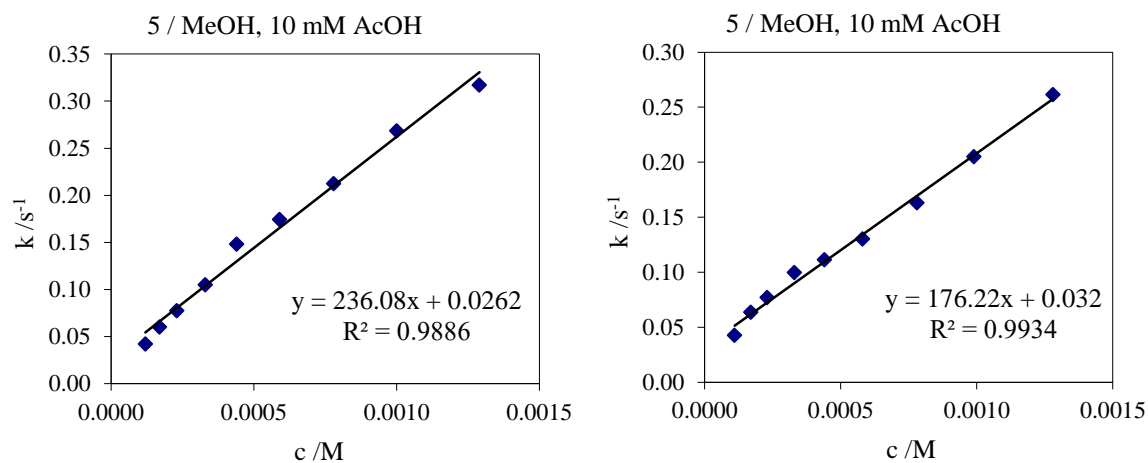 5 / MeOH, 10 mM AcOH
0.35
0.30
0.25
0.20
0.15
0.10
0.05
0.00
k /s-1
y = 236.08x + 0.0262
R² = 0.9886
0.0000 0.0005 0.0010 0.0015
c /M
5 / MeOH, 10 mM AcOH
0.30
0.25
0.20
0.15
0.10
0.05
0.00
k /s-1
y = 176.22x + 0.032
R² = 0.9934
0.0000 0.0005 0.0010 0.0015
c /M